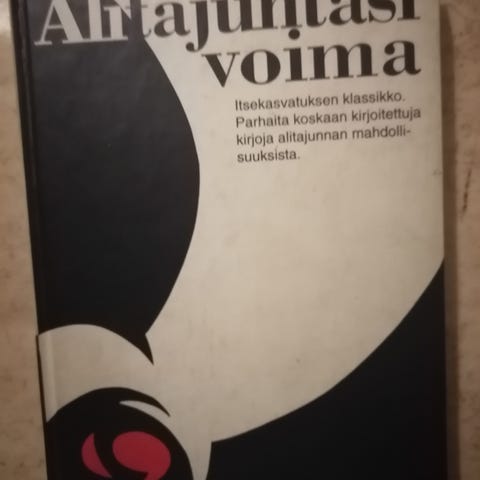 Alitajuntasi
voima
Itsekasvatuksen klassikko.
Parhaita koskaan kirjoitettuja
kirjoja alitajunnan mahdolli-
suuksista.